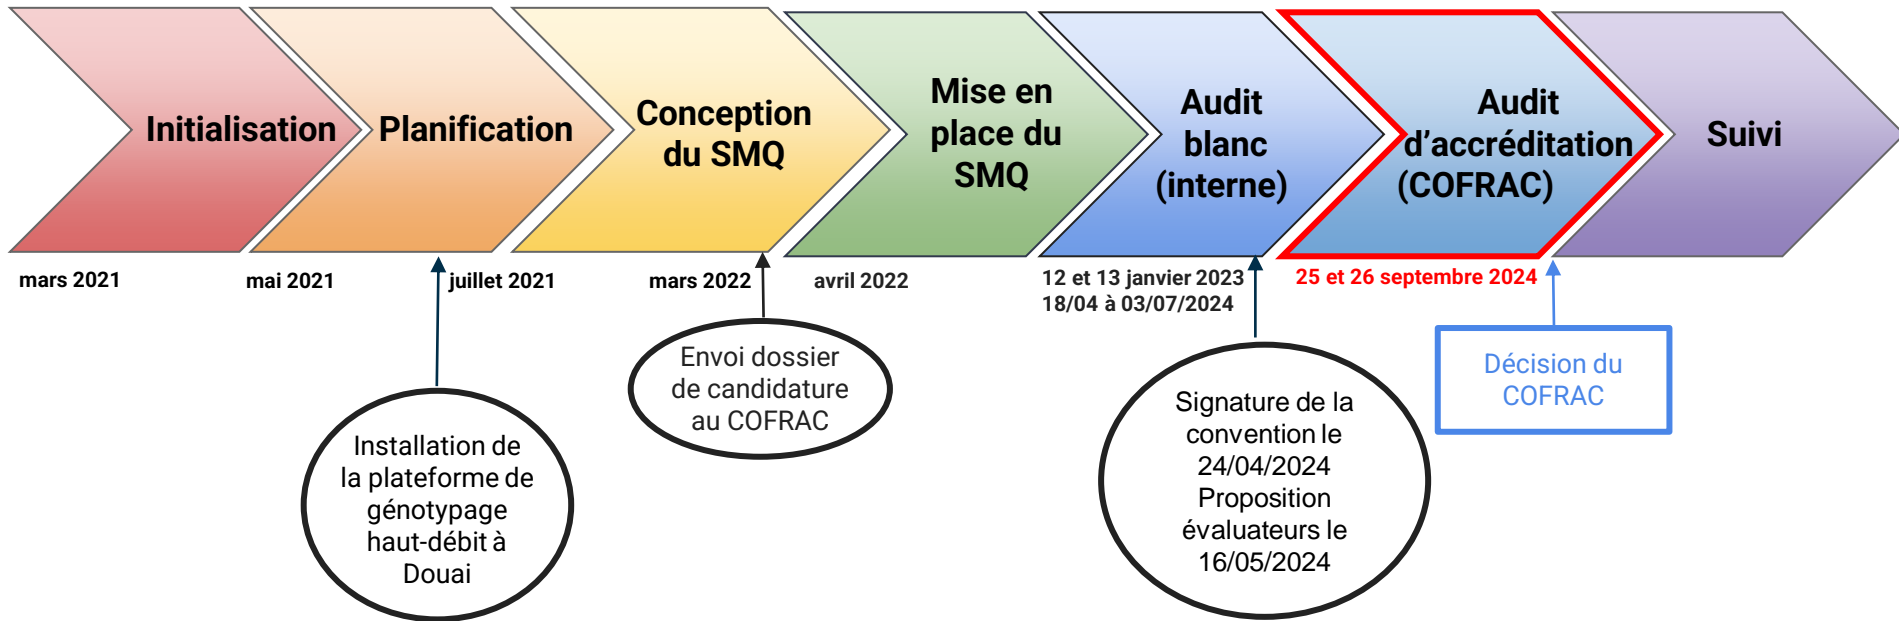 Initialisation
Planification
Conception
du SMQ
Mise en
place du
SMQ
Audit
blanc
(interne)
Audit
d’accréditation
(COFRAC)
Suivi
mars 2021
mai 2021
juillet 2021
mars 2022
avril 2022
12 et 13 janvier 2023
18/04 à 03/07/2024
25 et 26 septembre 2024
Installation de
la plateforme de
génotypage
haut-débit à
Douai
Envoi dossier
de candidature
au COFRAC
Signature de la
convention le
24/04/2024
Proposition
évaluateurs le
16/05/2024
Décision du
COFRAC